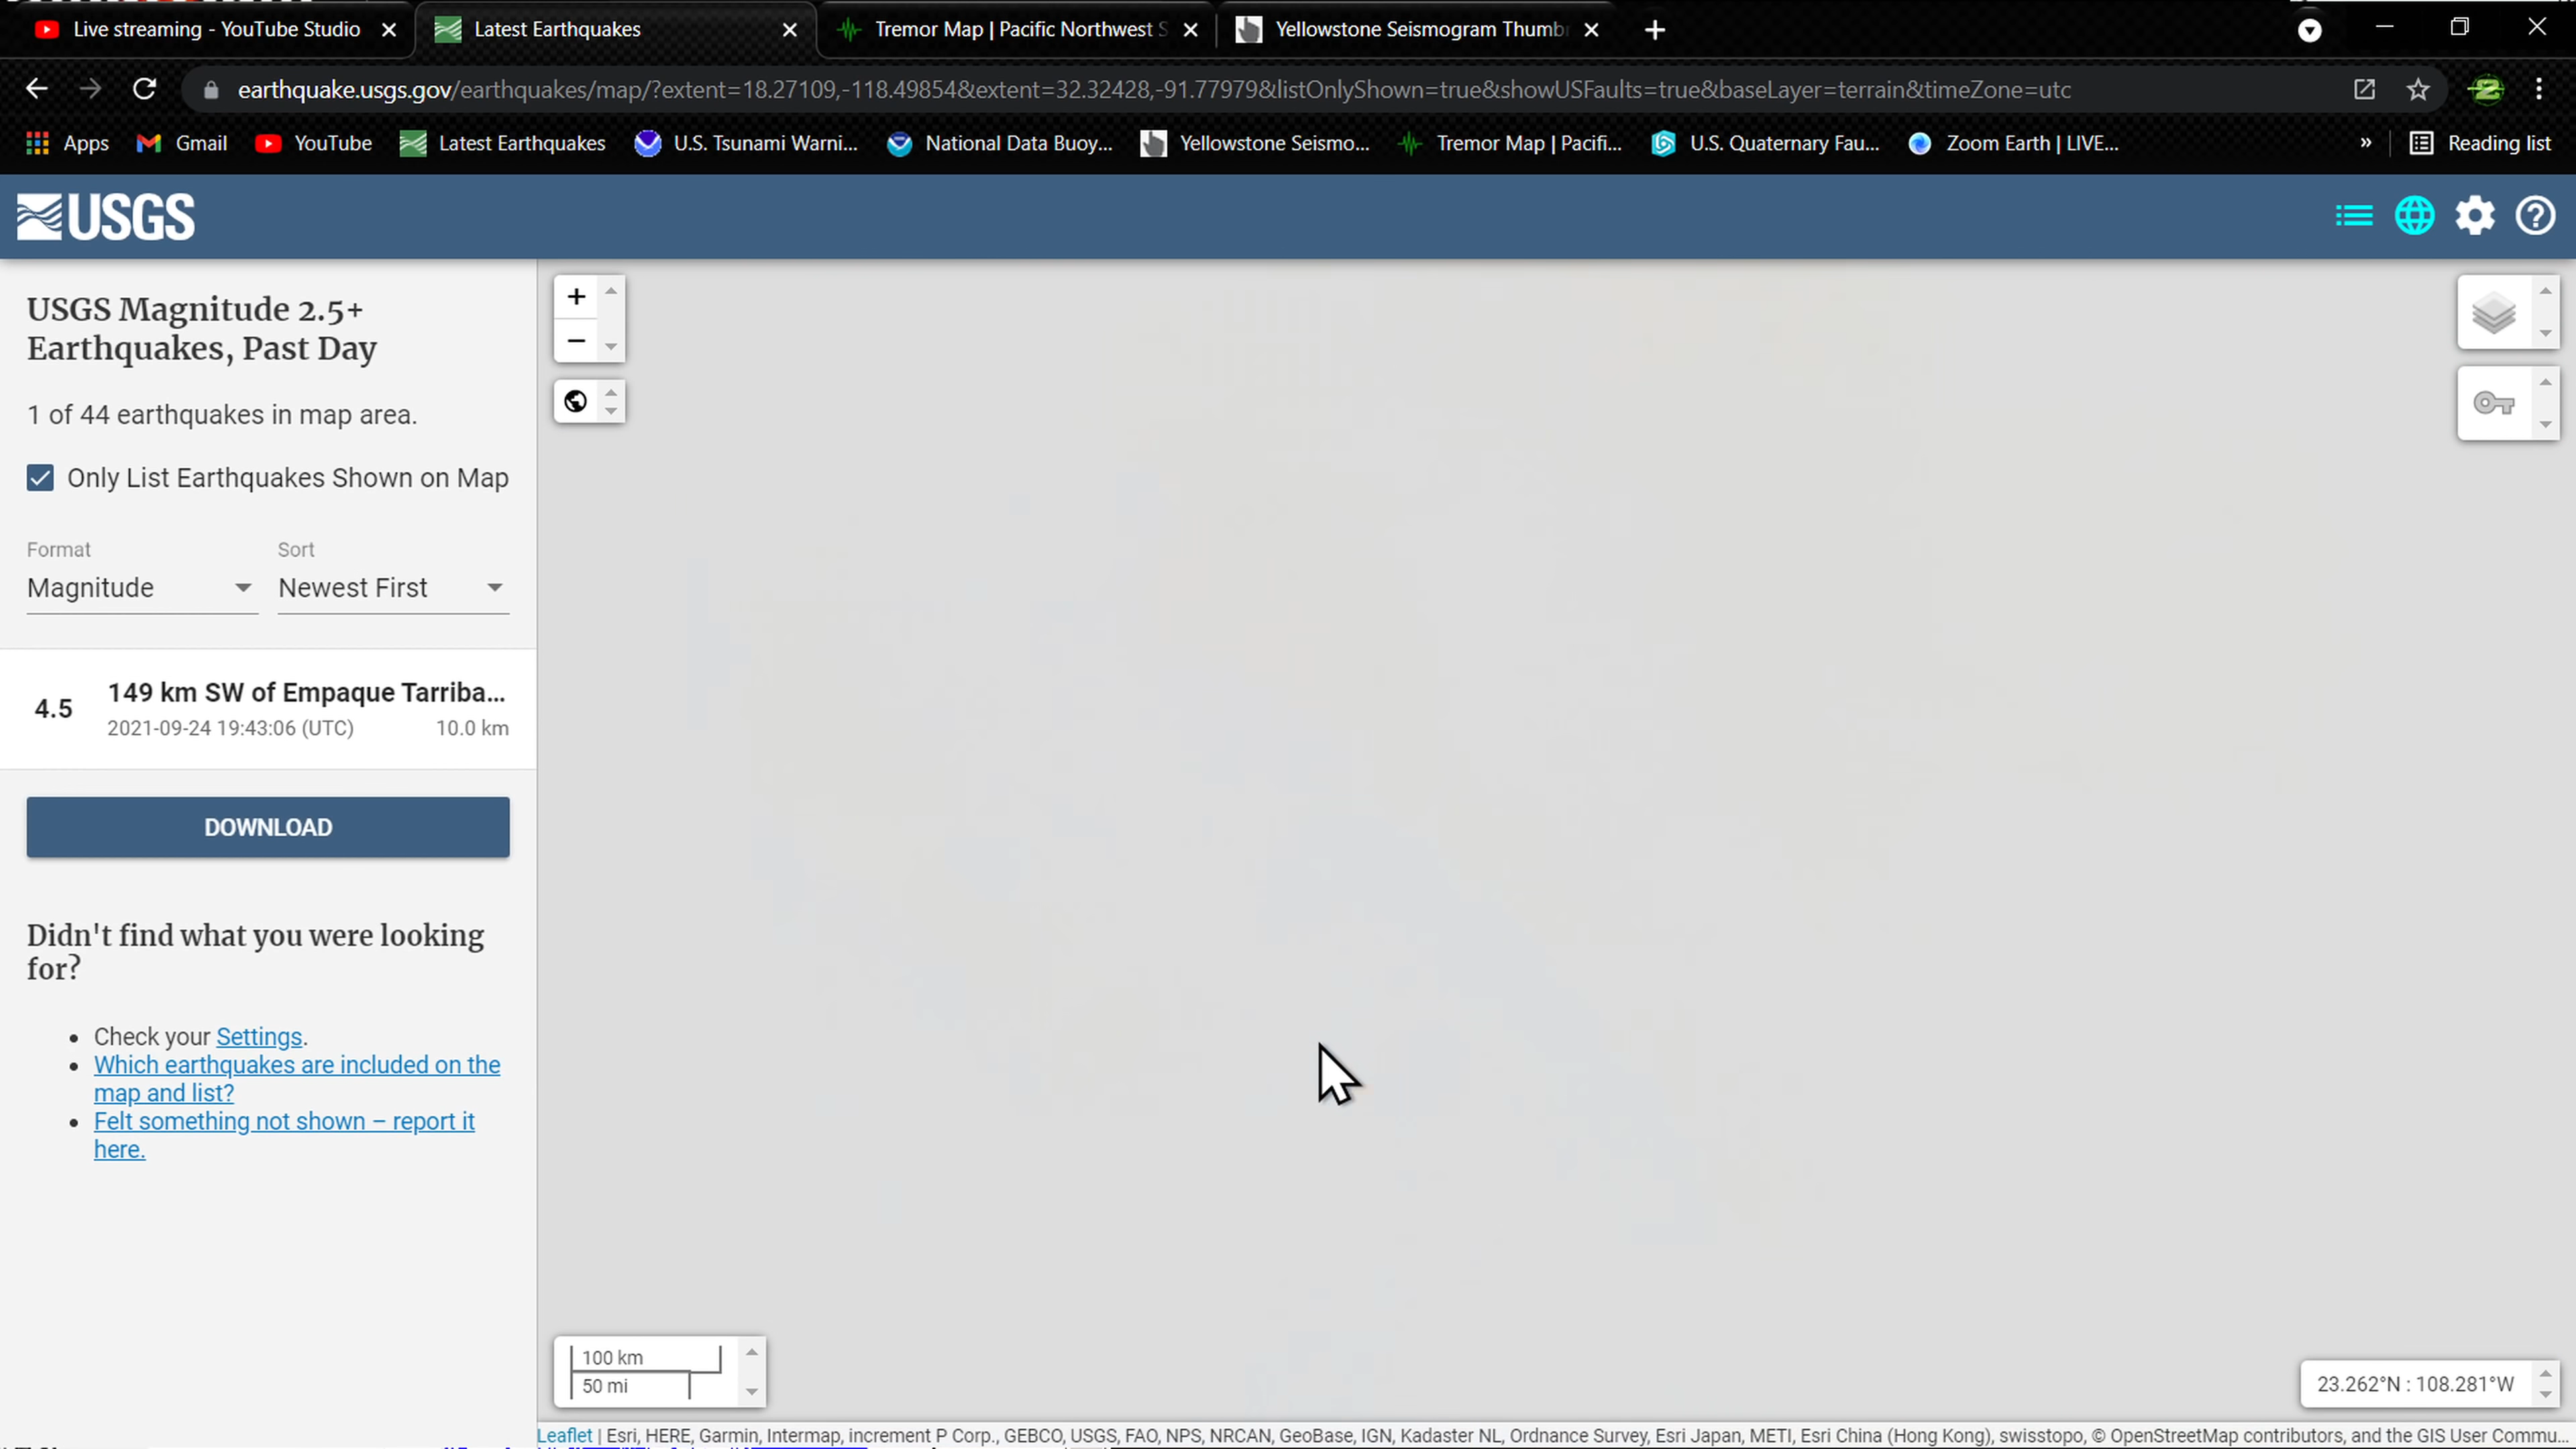 Live streaming - YouTube Studio
Latest Earthquakes
Tremor Map | Pacific Northwest S
Yellowstone Seismogram Thumb
earthquake.usgs.gov/earthquakes/map/?extent=18.27109,-118.49854&extent=32.32428,-91.77979&listOnlyShown=true&showUSFaults=true&baseLayer=terrain&timeZone=utc
Apps
Gmail
YouTube
Latest Earthquakes
U.S. Tsunami Warni...
National Data Buoy...
Yellowstone Seismo...
Tremor Map | Pacifi...
U.S. Quaternary Fau...
Zoom Earth | LIVE...
»
Reading list
USGS
USGS Magnitude 2.5+
Earthquakes, Past Day
1 of 44 earthquakes in map area.
Only List Earthquakes Shown on Map
Format
Sort
Magnitude
Newest First
4.5
149 km SW of Empaque Tarriba...
2021-09-24 19:43:06 (UTC)
10.0 km
DOWNLOAD
Didn't find what you were looking
for?
Check your Settings.
Which earthquakes are included on the
map and list?
Felt something not shown – report it
here.
+
−
100 km
50 mi
23.262°N : 108.281°W
Leaflet | Esri, HERE, Garmin, Intermap, increment P Corp., GEBCO, USGS, FAO, NPS, NRCAN, GeoBase, IGN, Kadaster NL, Ordnance Survey, Esri Japan, METI, Esri China (Hong Kong), swisstopo, © OpenStreetMap contributors, and the GIS User Commu...